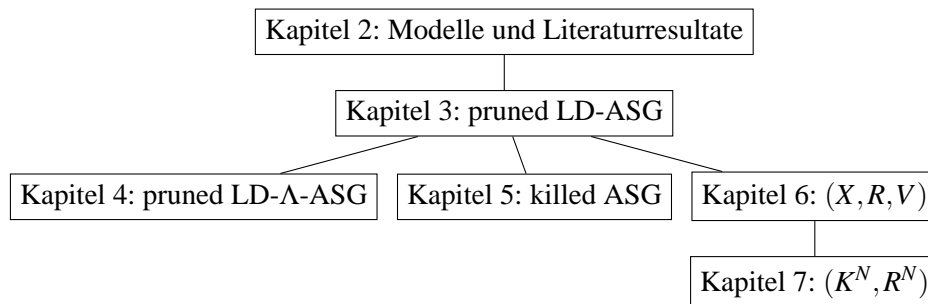 Kapitel 2: Modelle und Literaturresultate
Kapitel 3: pruned LD-ASG
Kapitel 4: pruned LD-Λ-ASG
Kapitel 5: killed ASG
Kapitel 6: (X, R, V)
Kapitel 7: (K^N, R^N)